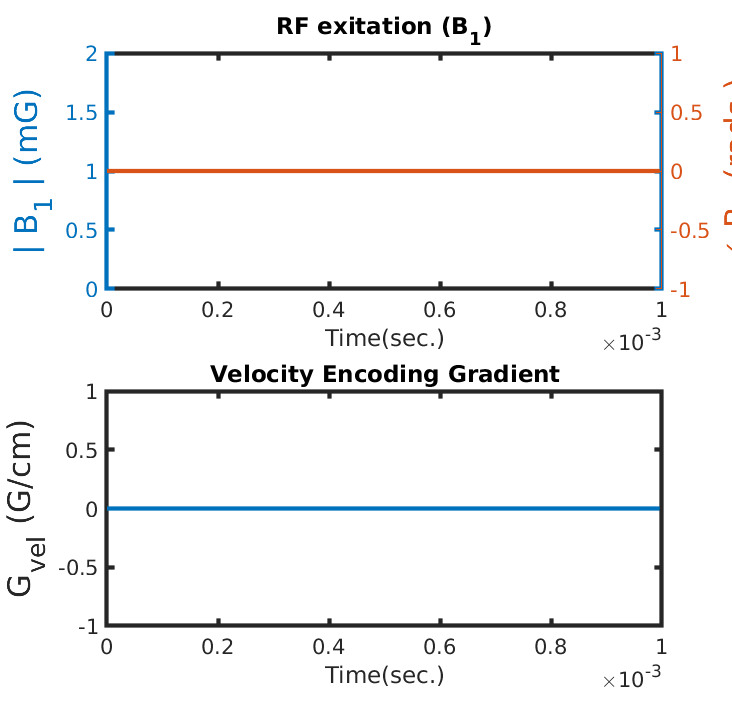 RF exitation (B1)
| B1 | (mG)
2
1.5
1
0.5
0
1
0.5
0
-0.5
-1
0 0.2 0.4 0.6 0.8 1
Time(sec.)
×10-3
Velocity Encoding Gradient
Gvel (G/cm)
1
0.5
0
-0.5
-1
0 0.2 0.4 0.6 0.8 1
Time(sec.)
×10-3